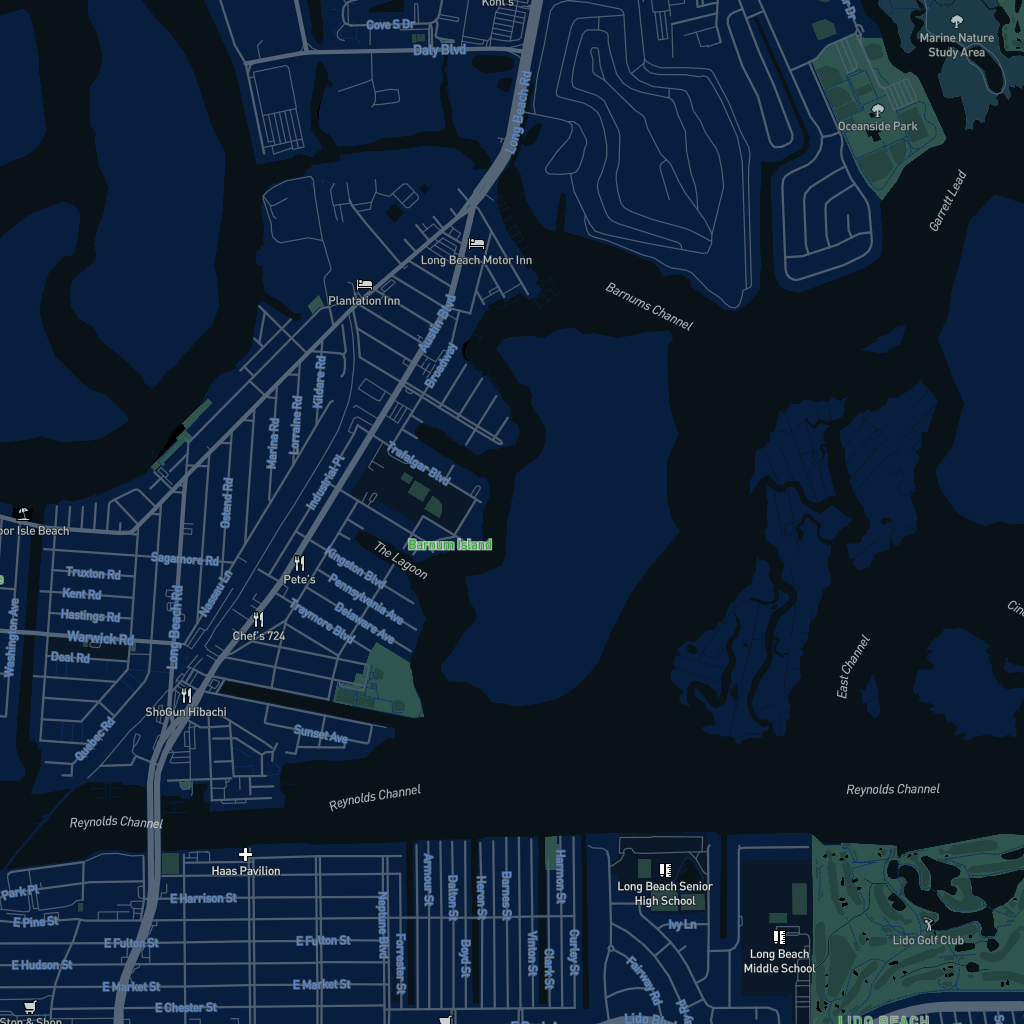 Kohl's
Cove S Dr
Daly Blvd
Long Beach Rd
Marine Nature
Study Area
Oceanside Park
Garrett Lead
Long Beach Motor Inn
Plantation Inn
Barnums Channel
Austin Blvd
Broadway
Kildare Rd
Lorraine Rd
Marina Rd
Trafalgar Blvd
Industrial Pl
Ostend Rd
Isle Beach
Barnum Island
The Lagoon
Sagamore Rd
Pete's
Kingston Blvd
Truxton Rd
Nassau Ln
Pennsylvania Ave
Kent Rd
Delaware Ave
Hastings Rd
Traymore Blvd
Chef's 724
Warwick Rd
Washington Ave
Long Beach Rd
Deal Rd
East Channel
ShoGun Hibachi
Quebec Rd
Sunset Ave
Reynolds Channel
Reynolds Channel
Reynolds Channel
Haas Pavilion
Armour St
Dalton St
Heron St
Barnes St
Harmon St
Long Beach Senior
High School
Park Pl
E Harrison St
Neptune Blvd
E Pine St
Ivy Ln
E Fulton St
E Fulton St
Forrester St
Boyd St
Vinton St
Clark St
Curley St
Lido Golf Club
Long Beach
Middle School
E Hudson St
Fairway Rd
E Market St
E Market St
E Chester St
Stop & Shop
LIDO BEACH